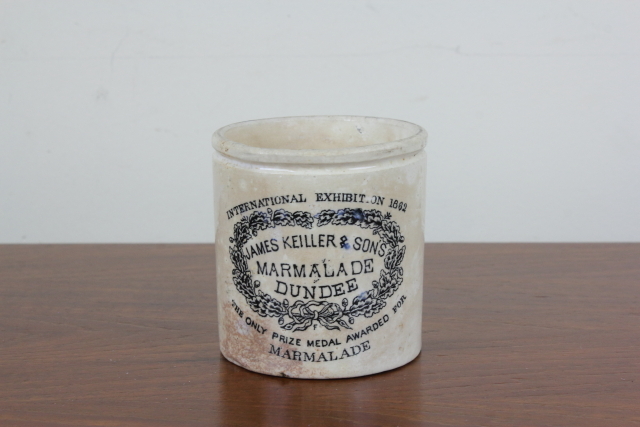 INTERNATIONAL EXHIBITION 1862
JAMES KEILLER & SONS
MARMALADE
DUNDEE
F
THE ONLY PRIZE MEDAL AWARDED FOR
MARMALADE